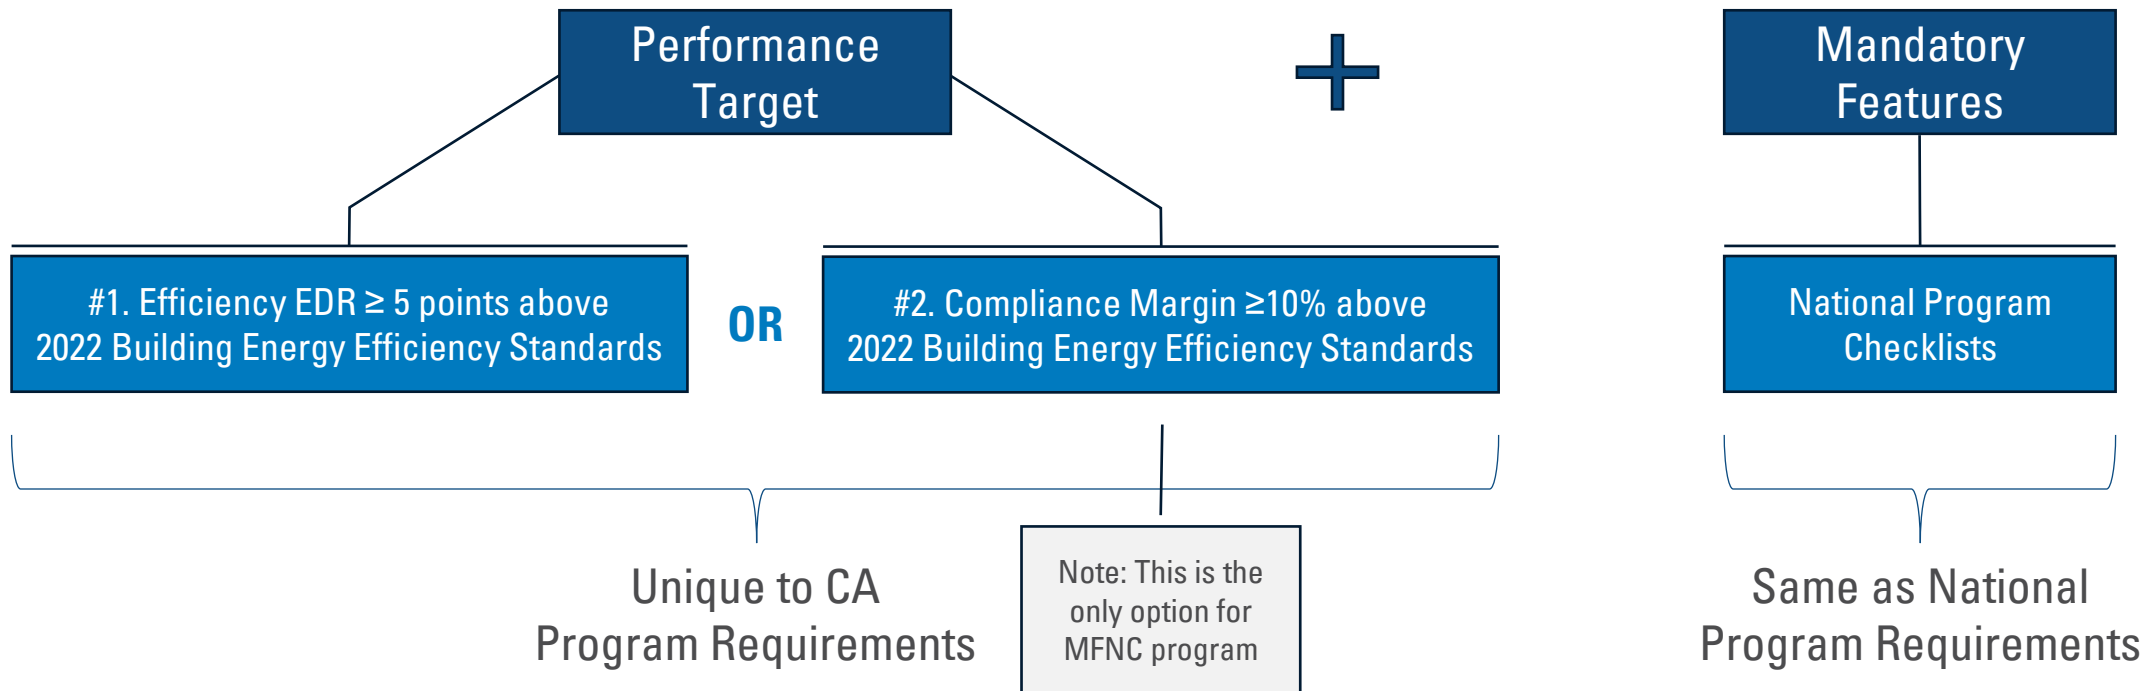 Performance
Target
Mandatory
Features
#1. Efficiency EDR ≥ 5 points above
2022 Building Energy Efficiency Standards
OR
#2. Compliance Margin ≥10% above
2022 Building Energy Efficiency Standards
National Program
Checklists
Unique to CA
Program Requirements
Note: This is the
only option for
MFNC program
Same as National
Program Requirements